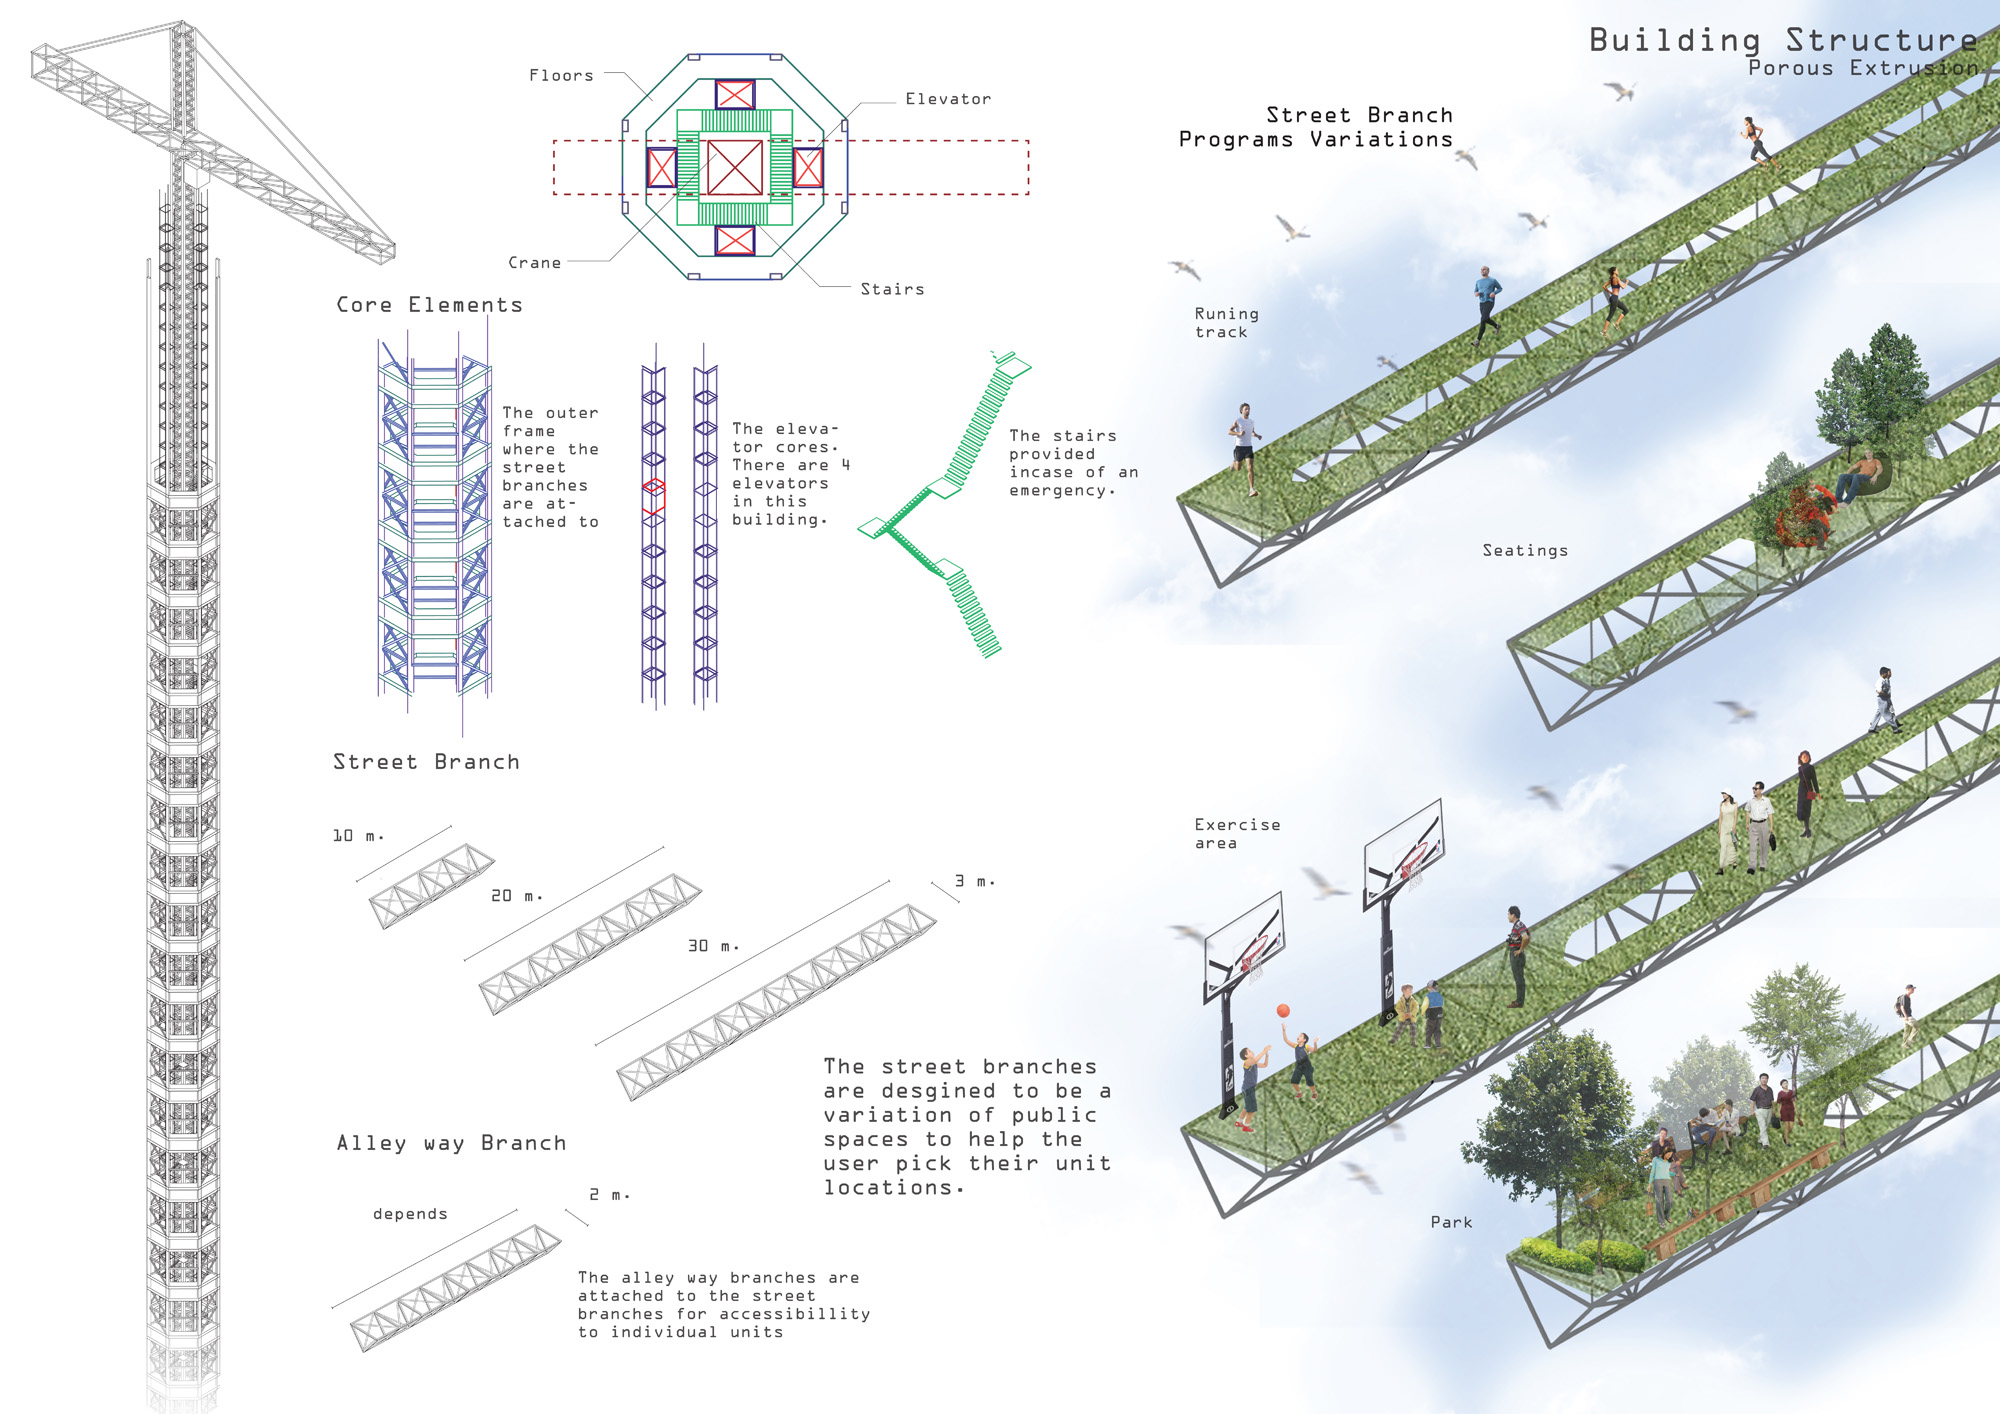 Building Structure
Porous Extrusion
Floors
Elevator
Crane
Stairs
Core Elements
The outer
frame
where the
street
branches
are at-
tached to
The eleva-
tor cores.
There are 4
elevators
in this
building.
The stairs
provided
incase of an
emergency.
Street Branch
10 m.
20 m.
30 m.
3 m.
The street branches
are desgined to be a
variation of public
spaces to help the
user pick their unit
locations.
Alley way Branch
depends
2 m.
The alley way branches are
attached to the street
branches for accessibillity
to individual units
Street Branch
Programs Variations
Runing
track
Seatings
Exercise
area
Park